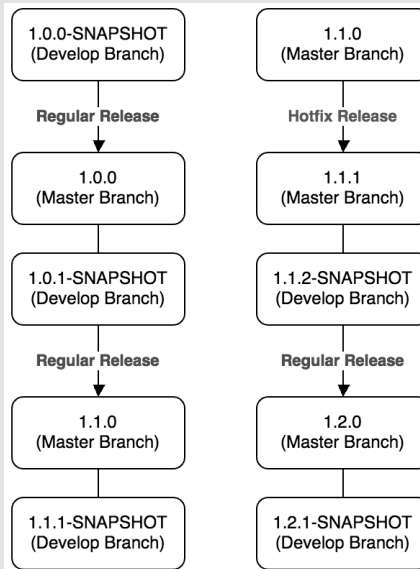 1.0.0-SNAPSHOT
(Develop Branch)
Regular Release
1.0.0
(Master Branch)
1.0.1-SNAPSHOT
(Develop Branch)
Regular Release
1.1.0
(Master Branch)
1.1.1-SNAPSHOT
(Develop Branch)
1.1.0
(Master Branch)
Hotfix Release
1.1.1
(Master Branch)
1.1.2-SNAPSHOT
(Develop Branch)
Regular Release
1.2.0
(Master Branch)
1.2.1-SNAPSHOT
(Develop Branch)